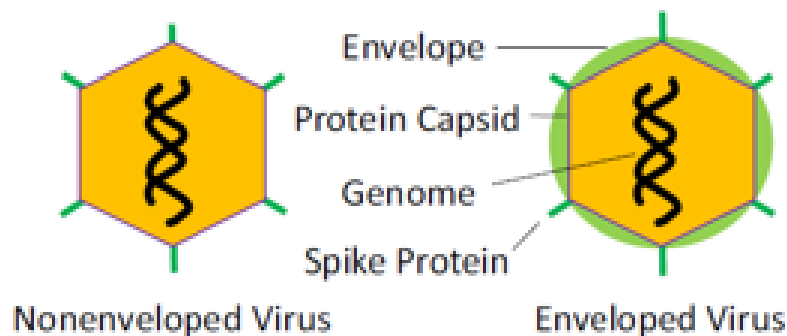 Envelope
Protein Capsid
Genome
Spike Protein
Nonenveloped Virus
Enveloped Virus